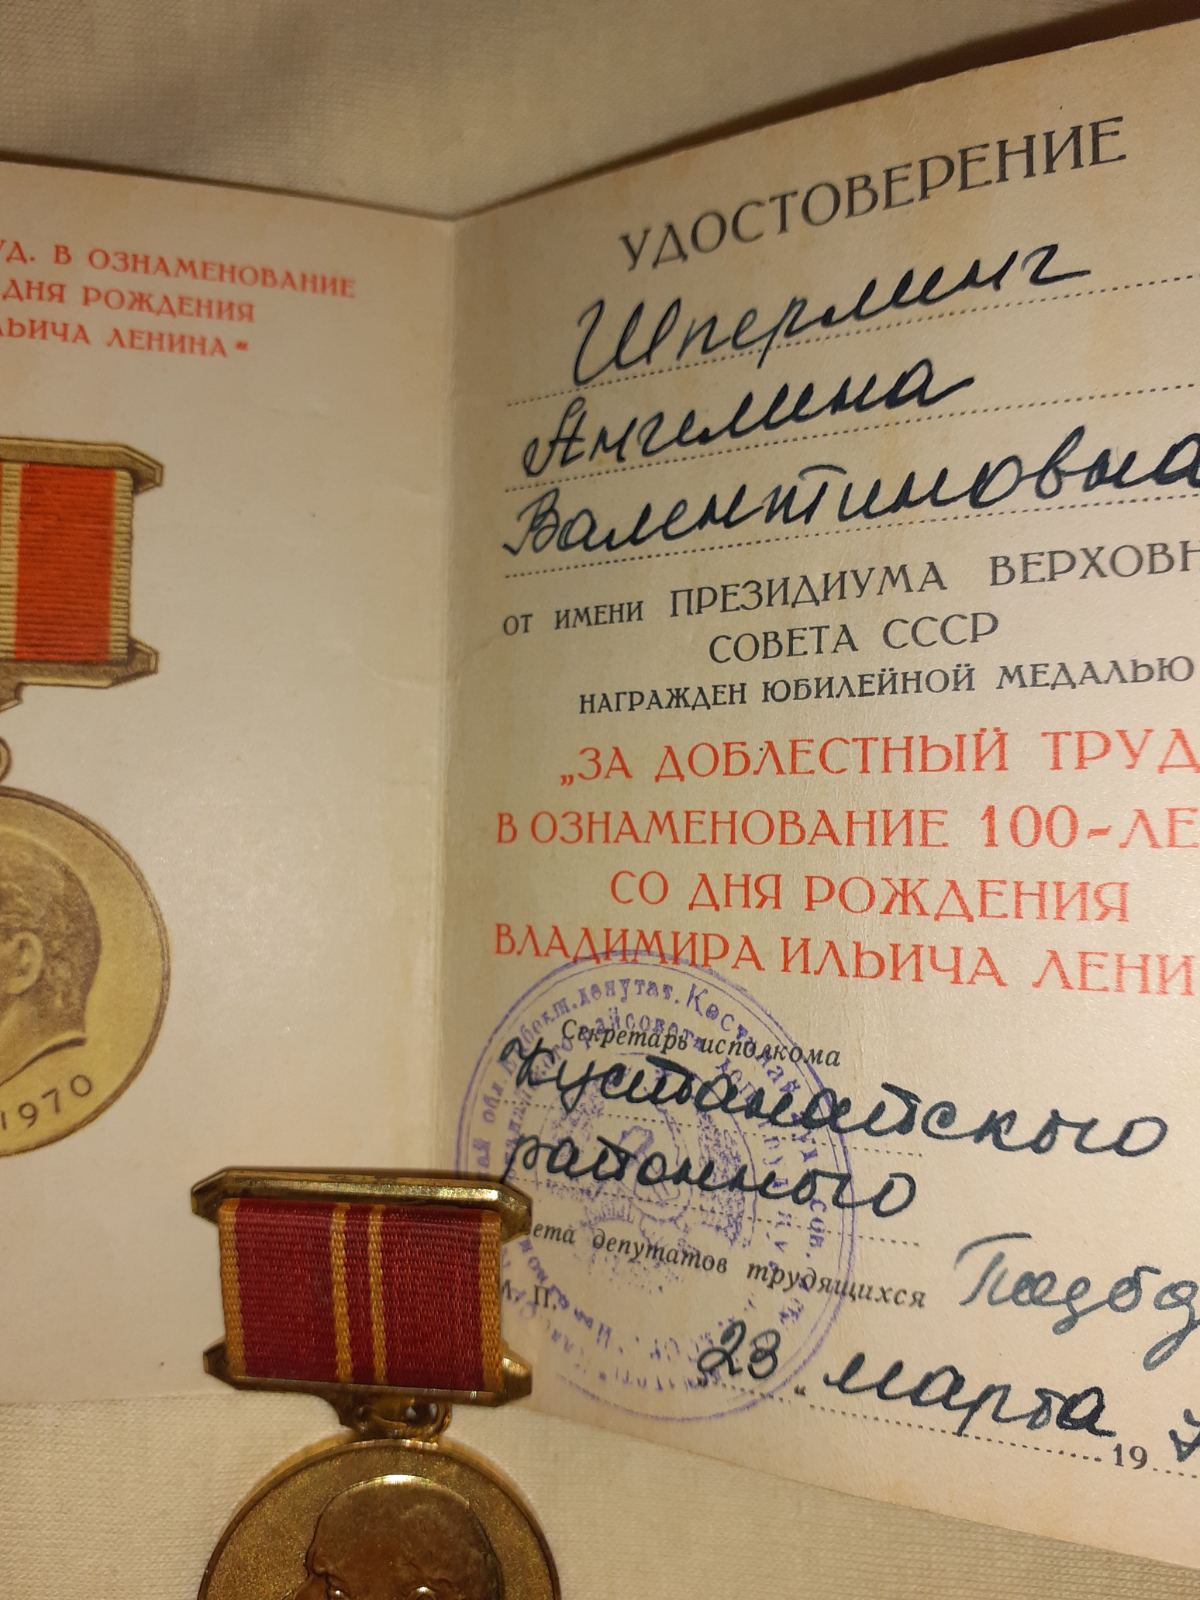 УД. В ОЗНАМЕНОВАНИЕ
ДНЯ РОЖДЕНИЯ
ЛЬИЧА ЛЕНИНА“
1970
УДОСТОВЕРЕНИЕ
Шперлинг
Ангелина
Валентиновна
ОТ ИМЕНИ ПРЕЗИДИУМА ВЕРХОВН
СОВЕТА СССР
НАГРАЖДЕН ЮБИЛЕЙНОЙ МЕДАЛЬЮ
„ЗА ДОБЛЕСТНЫЙ ТРУД
В ОЗНАМЕНОВАНИЕ 100-ЛЕ
СО ДНЯ РОЖДЕНИЯ
ВЛАДИМИРА ИЛЬИЧА ЛЕНИ
Секретарь исполкома
Кустанайского
районного
вета депутатов трудящихся
М. П.
„23“ марта 19